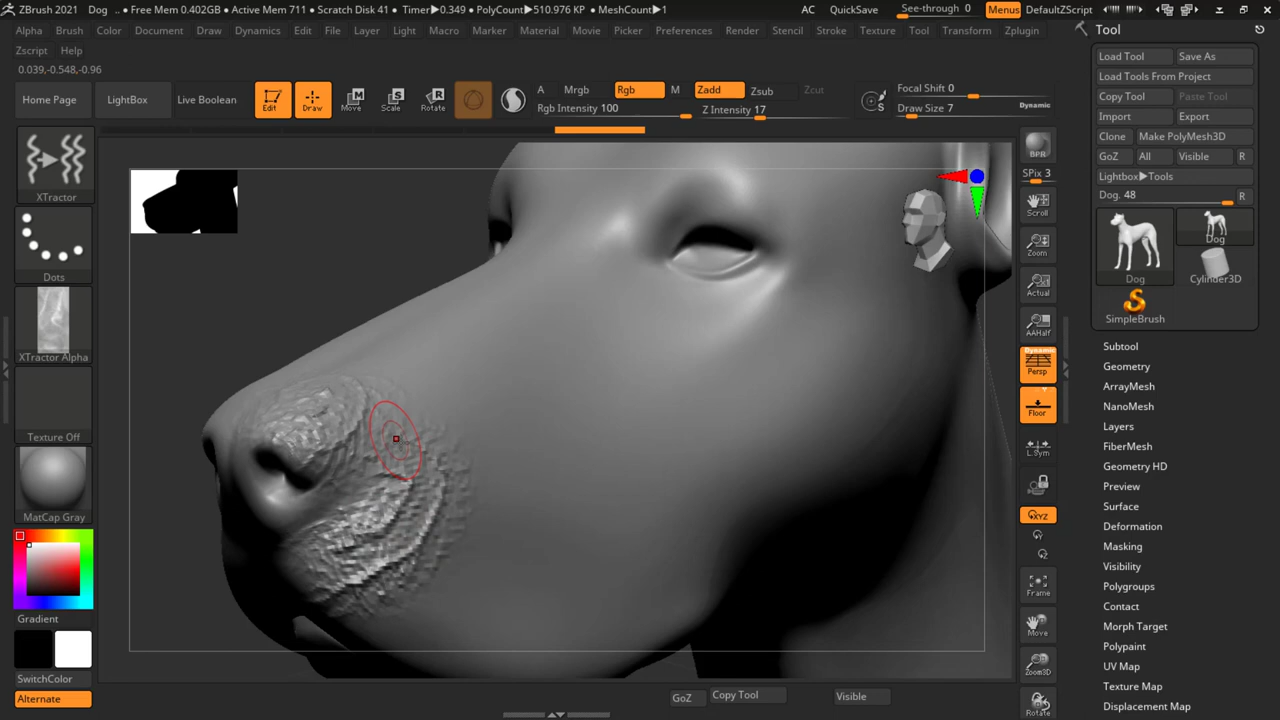 ZBrush 2021 Dog .. • Free Mem 0.402GB • Active Mem 711 • Scratch Disk 41 • Timer▶0.349 • PolyCount▶510.976 KP • MeshCount▶1 AC QuickSave See-through 0 Menus DefaultZScript
Alpha Brush Color Document Draw Dynamics Edit File Layer Light Macro Marker Material Movie Picker Preferences Render Stencil Stroke Texture Tool Transform Zplugin
Zscript Help
0.039,-0.548,-0.96
Home Page LightBox Live Boolean Edit Draw Move Scale Rotate A Mrgb Rgb M Zadd Zsub Zcut Focal Shift 0
Rgb Intensity 100 Z Intensity 17 Draw Size 7 Dynamic
S
XTractor
Dots
XTractor Alpha
Texture Off
MatCap Gray
Gradient
SwitchColor
Alternate
BPR
SPix 3
Scroll
Zoom
Actual
AAHalf
Dynamic
Persp
Floor
L.Sym
XYZ
Y
Z
Frame
Move
Zoom3D
Rotate
GoZ Copy Tool Visible
Tool
Load Tool Save As
Load Tools From Project
Copy Tool Paste Tool
Import Export
Clone Make PolyMesh3D
GoZ All Visible R
Lightbox▶Tools
Dog. 48 R
Dog
Dog Cylinder3D
SimpleBrush
Subtool
Geometry
ArrayMesh
NanoMesh
Layers
FiberMesh
Geometry HD
Preview
Surface
Deformation
Masking
Visibility
Polygroups
Contact
Morph Target
Polypaint
UV Map
Texture Map
Displacement Map